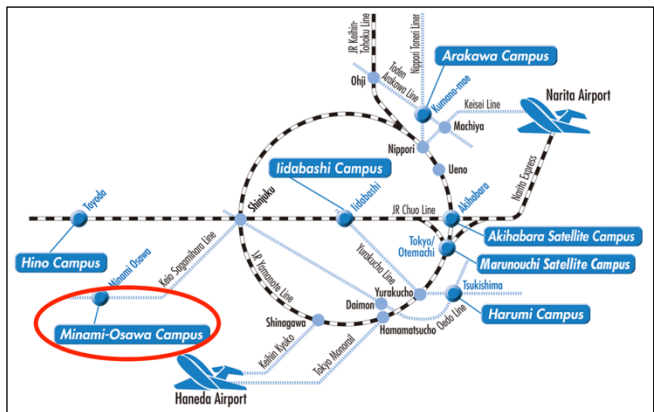 JR Keihin-
Tohoku Line
Nippori Toneri Liner
Arakawa Campus
Ohji
Toden
Arakawa Line
Kumano-mae
Keisei Line
Narita Airport
Machiya
Nippori
Iidabashi Campus
Ueno
Narita Express
Toyoda
Shinjuku
Iidabashi
JR Chuo Line
Akihabara
Hino Campus
Akihabara Satellite Campus
Tokyo/
Otemachi
Marunouchi Satellite Campus
Minami Osawa
Keio Sagamihara Line
JR Yamanote Line
Yurakucho Line
Yurakucho
Tsukishima
Daimon
Minami-Osawa Campus
Shinagawa
Hamamatsucho
Oedo Line
Harumi Campus
Keihin Kyuko
Tokyo Monorail
Haneda Airport